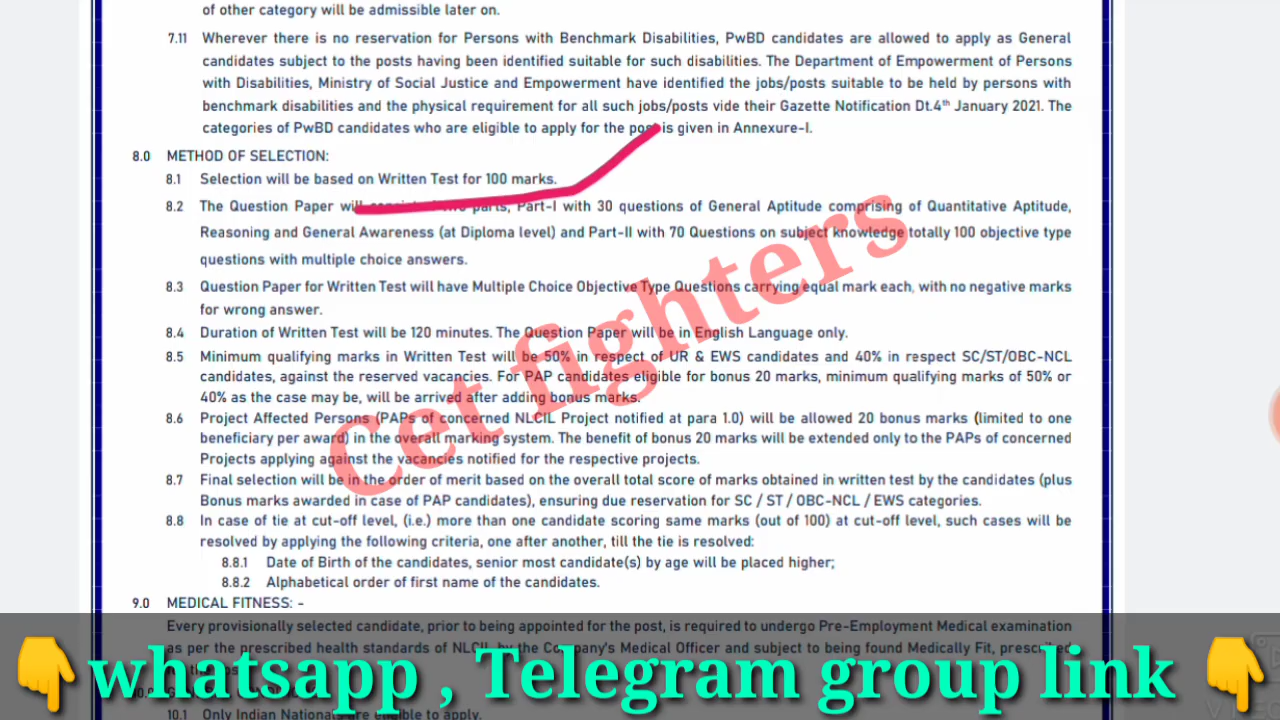 of other category will be admissible later on.
7.11 Wherever there is no reservation for Persons with Benchmark Disabilities, PwBD candidates are allowed to apply as General
candidates subject to the posts having been identified suitable for such disabilities. The Department of Empowerment of Persons
with Disabilities, Ministry of Social Justice and Empowerment have identified the jobs/posts suitable to be held by persons with
benchmark disabilities and the physical requirement for all such jobs/posts vide their Gazette Notification Dt.4th January 2021. The
categories of PwBD candidates who are eligible to apply for the post is given in Annexure-I.
8.0 METHOD OF SELECTION:
8.1 Selection will be based on Written Test for 100 marks.
8.2 The Question Paper will consist of two parts, Part-I with 30 questions of General Aptitude comprising of Quantitative Aptitude,
Reasoning and General Awareness (at Diploma level) and Part-II with 70 Questions on subject knowledge totally 100 objective type
questions with multiple choice answers.
8.3 Question Paper for Written Test will have Multiple Choice Objective Type Questions carrying equal mark each, with no negative marks
for wrong answer.
8.4 Duration of Written Test will be 120 minutes. The Question Paper will be in English Language only.
8.5 Minimum qualifying marks in Written Test will be 50% in respect of UR & EWS candidates and 40% in respect SC/ST/OBC-NCL
candidates, against the reserved vacancies. For PAP candidates eligible for bonus 20 marks, minimum qualifying marks of 50% or
40% as the case may be, will be arrived after adding bonus marks.
8.6 Project Affected Persons (PAPs of concerned NLCIL Project notified at para 1.0) will be allowed 20 bonus marks (limited to one
beneficiary per award) in the overall marking system. The benefit of bonus 20 marks will be extended only to the PAPs of concerned
Projects applying against the vacancies notified for the respective projects.
8.7 Final selection will be in the order of merit based on the overall total score of marks obtained in written test by the candidates (plus
Bonus marks awarded in case of PAP candidates), ensuring due reservation for SC / ST / OBC-NCL / EWS categories.
8.8 In case of tie at cut-off level, (i.e.) more than one candidate scoring same marks (out of 100) at cut-off level, such cases will be
resolved by applying the following criteria, one after another, till the tie is resolved:
8.8.1 Date of Birth of the candidates, senior most candidate(s) by age will be placed higher;
8.8.2 Alphabetical order of first name of the candidates.
Cet fighters
9.0 MEDICAL FITNESS: -
Every provisionally selected candidate, prior to being appointed for the post, is required to undergo Pre-Employment Medical examination
as per the prescribed health standards of NLCIL by the Company's Medical Officer and subject to being found Medically Fit, prescribed
whatsapp , Telegram group link
10.1 Only Indian Nationals are eligible to apply.